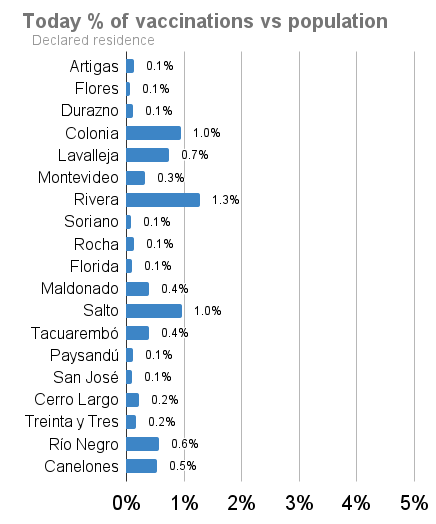 Today % of vaccinations vs population
Declared residence
Artigas 0.1%
Flores 0.1%
Durazno 0.1%
Colonia 1.0%
Lavalleja 0.7%
Montevideo 0.3%
Rivera 1.3%
Soriano 0.1%
Rocha 0.1%
Florida 0.1%
Maldonado 0.4%
Salto 1.0%
Tacuarembó 0.4%
Paysandú 0.1%
San José 0.1%
Cerro Largo 0.2%
Treinta y Tres 0.2%
Río Negro 0.6%
Canelones 0.5%
0% 1% 2% 3% 4% 5%